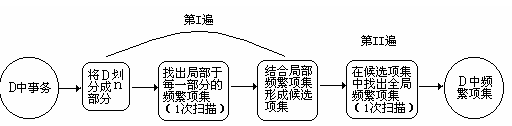 第I遍
第II遍
D中事务
将D划
分成n
部分
找出局部于
每一部分的
频繁项集
(1次扫描)
结合局部
频繁项集
形成候选
项集
在候选项集
中找出全局
频繁项集
(1次扫描)
D中频
繁项集